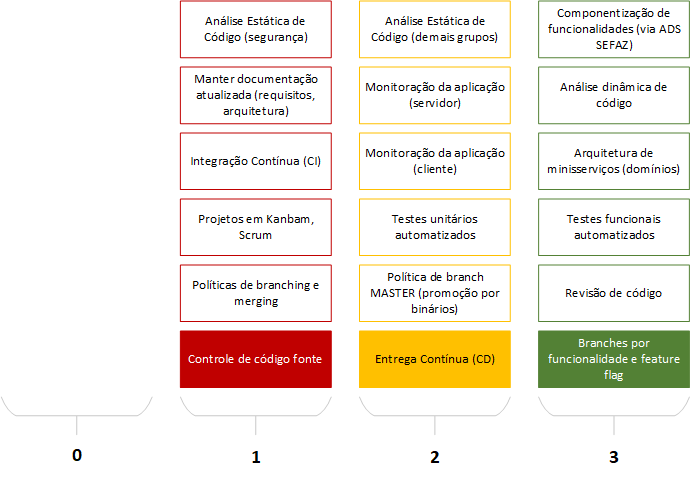 Análise Estática de
Código (segurança)
Manter documentação
atualizada (requisitos,
arquitetura)
Integração Contínua (CI)
Projetos em Kanbam,
Scrum
Políticas de branching e
merging
Controle de código fonte
Análise Estática de
Código (demais grupos)
Monitoração da aplicação
(servidor)
Monitoração da aplicação
(cliente)
Testes unitários
automatizados
Política de branch
MASTER (promoção por
binários)
Entrega Contínua (CD)
Componentização de
funcionalidades (via ADS
SEFAZ)
Análise dinâmica de
código
Arquitetura de
minisserviços (domínios)
Testes funcionais
automatizados
Revisão de código
Branches por
funcionalidade e feature
flag
0
1
2
3